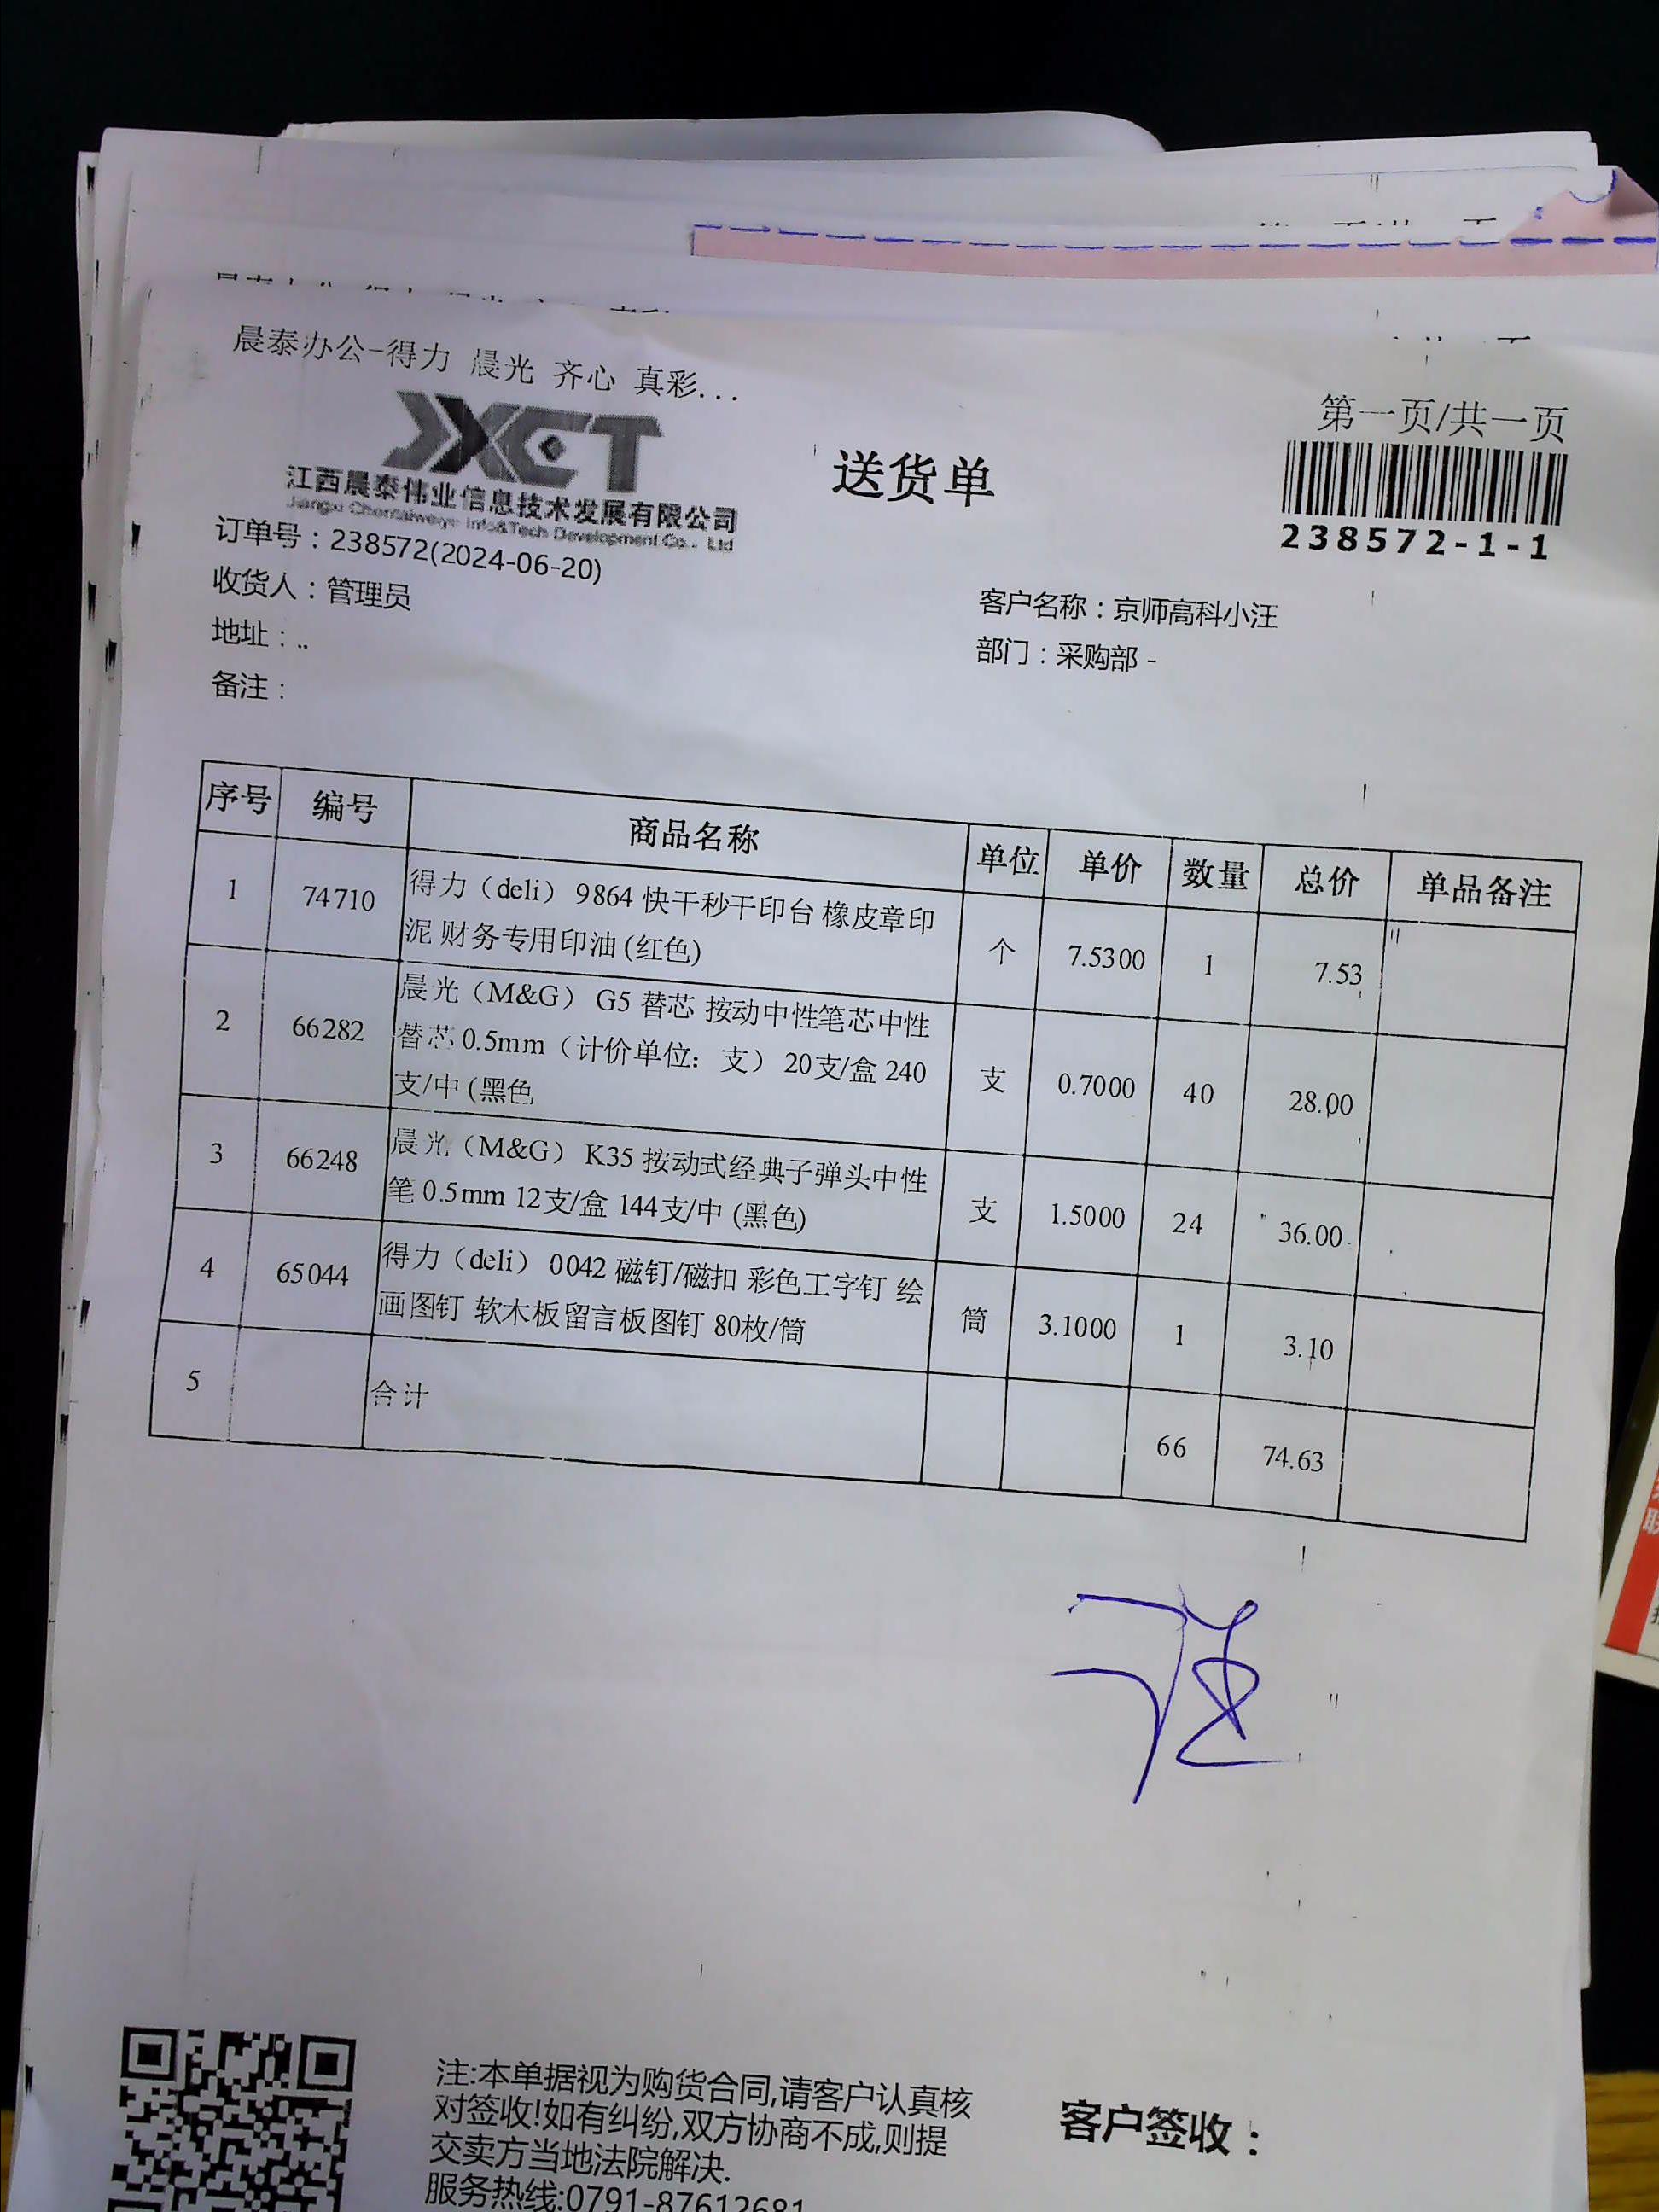 晨泰办公-得力 晨光 齐心 真彩...
第一页/共一页
JXCT
江西晨泰伟业信息技术发展有限公司
送货单
238572-1-1
订单号：238572(2024-06-20)
收货人：管理员
客户名称：京师高科小汪
地址：..
部门：采购部 -
备注：
序号 编号 商品名称 单位 单价 数量 总价 单品备注
1 74710 得力（deli） 9864 快干秒干印台 橡皮章印
泥 财务专用印油 (红色) 个 7.5300 1 7.53
2 66282 晨光（M&G） G5 替芯 按动中性笔芯中性
替芯 0.5mm（计价单位：支） 20支/盒 240
支/中 (黑色 支 0.7000 40 28.00
3 66248 晨光（M&G） K35 按动式经典子弹头中性
笔 0.5mm 12支/盒 144支/中 (黑色) 支 1.5000 24 36.00
4 65044 得力（deli） 0042 磁钉/磁扣 彩色工字钉 绘
画图钉 软木板留言板图钉 80枚/筒 筒 3.1000 1 3.10
5 合计 66 74.63
注:本单据视为购货合同,请客户认真核
对签收!如有纠纷,双方协商不成,则提
交卖方当地法院解决.
服务热线:0791-87612681
客户签收：